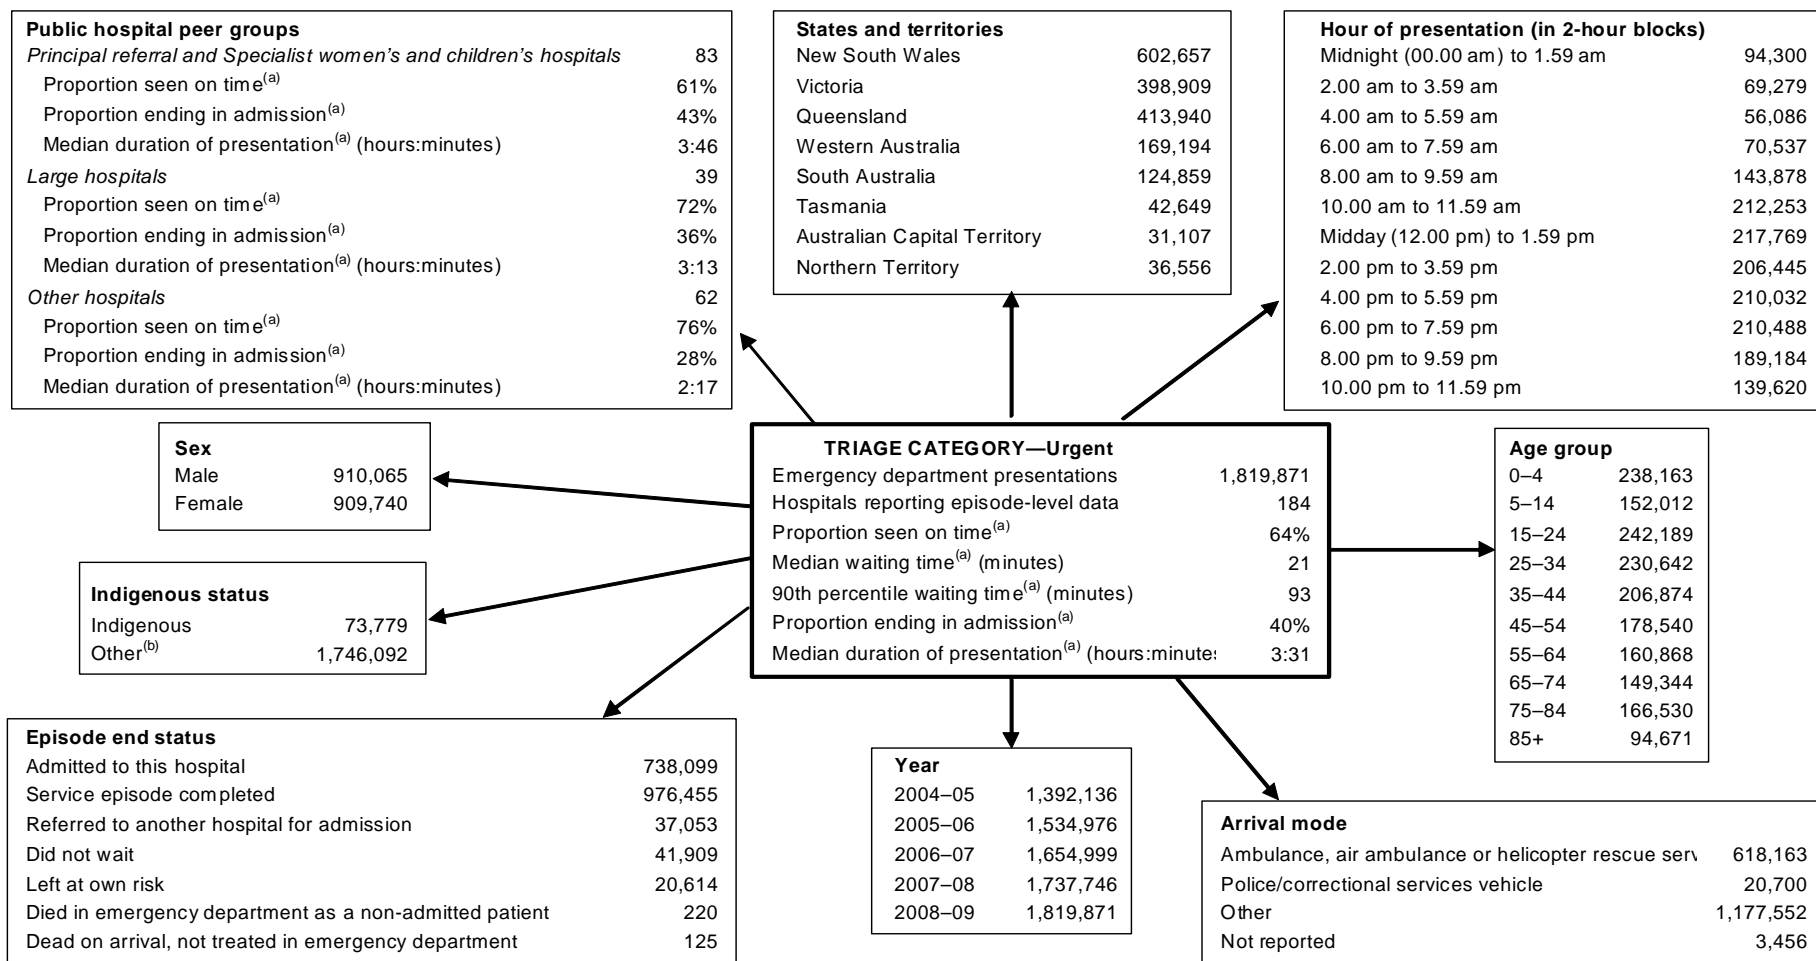 Public hospital peer groups
Principal referral and Specialist women's and children's hospitals 83
Proportion seen on time(a) 61%
Proportion ending in admission(a) 43%
Median duration of presentation(a) (hours:minutes) 3:46
Large hospitals 39
Proportion seen on time(a) 72%
Proportion ending in admission(a) 36%
Median duration of presentation(a) (hours:minutes) 3:13
Other hospitals 62
Proportion seen on time(a) 76%
Proportion ending in admission(a) 28%
Median duration of presentation(a) (hours:minutes) 2:17
States and territories
New South Wales 602,657
Victoria 398,909
Queensland 413,940
Western Australia 169,194
South Australia 124,859
Tasmania 42,649
Australian Capital Territory 31,107
Northern Territory 36,556
Hour of presentation (in 2-hour blocks)
Midnight (00.00 am) to 1.59 am 94,300
2.00 am to 3.59 am 69,279
4.00 am to 5.59 am 56,086
6.00 am to 7.59 am 70,537
8.00 am to 9.59 am 143,878
10.00 am to 11.59 am 212,253
Midday (12.00 pm) to 1.59 pm 217,769
2.00 pm to 3.59 pm 206,445
4.00 pm to 5.59 pm 210,032
6.00 pm to 7.59 pm 210,488
8.00 pm to 9.59 pm 189,184
10.00 pm to 11.59 pm 139,620
Sex
Male 910,065
Female 909,740
TRIAGE CATEGORY—Urgent
Emergency department presentations 1,819,871
Hospitals reporting episode-level data 184
Proportion seen on time(a) 64%
Median waiting time(a) (minutes) 21
90th percentile waiting time(a) (minutes) 93
Proportion ending in admission(a) 40%
Median duration of presentation(a) (hours:minute 3:31
Age group
0–4 238,163
5–14 152,012
15–24 242,189
25–34 230,642
35–44 206,874
45–54 178,540
55–64 160,868
65–74 149,344
75–84 166,530
85+ 94,671
Indigenous status
Indigenous 73,779
Other(b) 1,746,092
Episode end status
Admitted to this hospital 738,099
Service episode completed 976,455
Referred to another hospital for admission 37,053
Did not wait 41,909
Left at own risk 20,614
Died in emergency department as a non-admitted patient 220
Dead on arrival, not treated in emergency department 125
Year
2004–05 1,392,136
2005–06 1,534,976
2006–07 1,654,999
2007–08 1,737,746
2008–09 1,819,871
Arrival mode
Ambulance, air ambulance or helicopter rescue serv 618,163
Police/correctional services vehicle 20,700
Other 1,177,552
Not reported 3,456